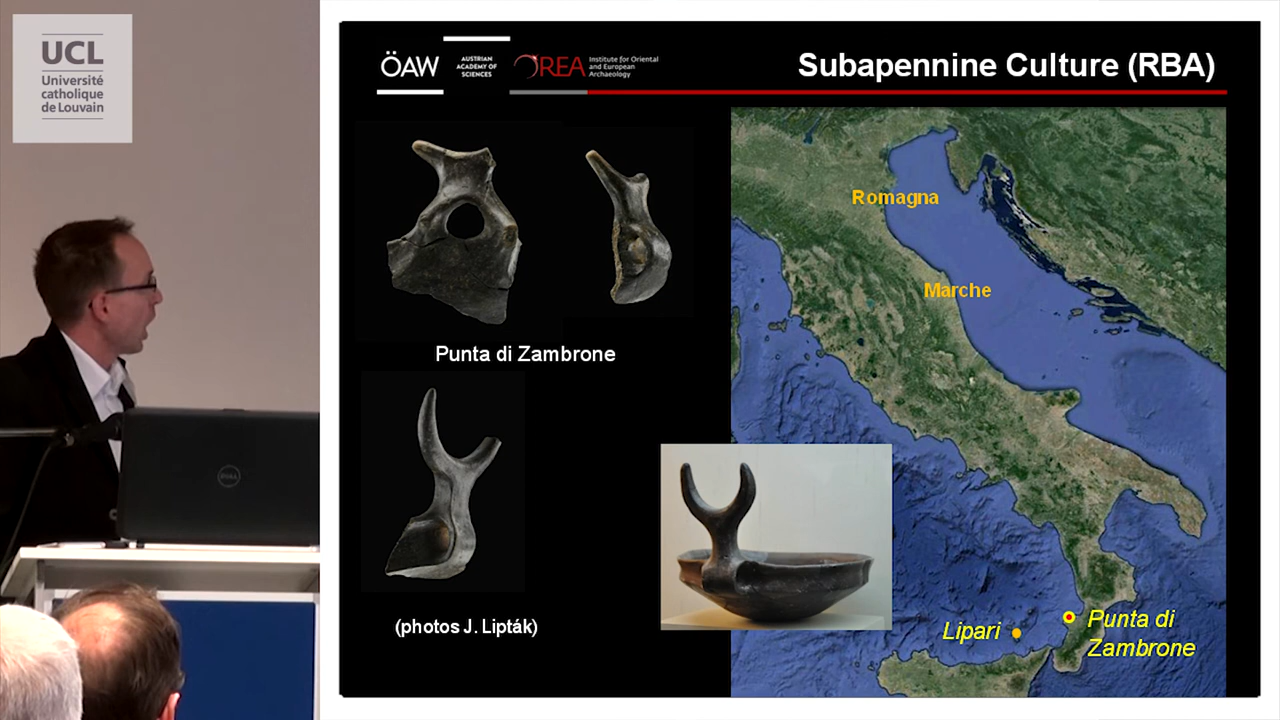 UCL
Université
catholique
de Louvain
ÖAW
AUSTRIAN
ACADEMY OF
SCIENCES
OREA
Institute for Oriental
and European
Archaeology
Subapennine Culture (RBA)
Romagna
Marche
Punta di Zambrone
(photos J. Lipták)
Lipari
Punta di
Zambrone
DELL